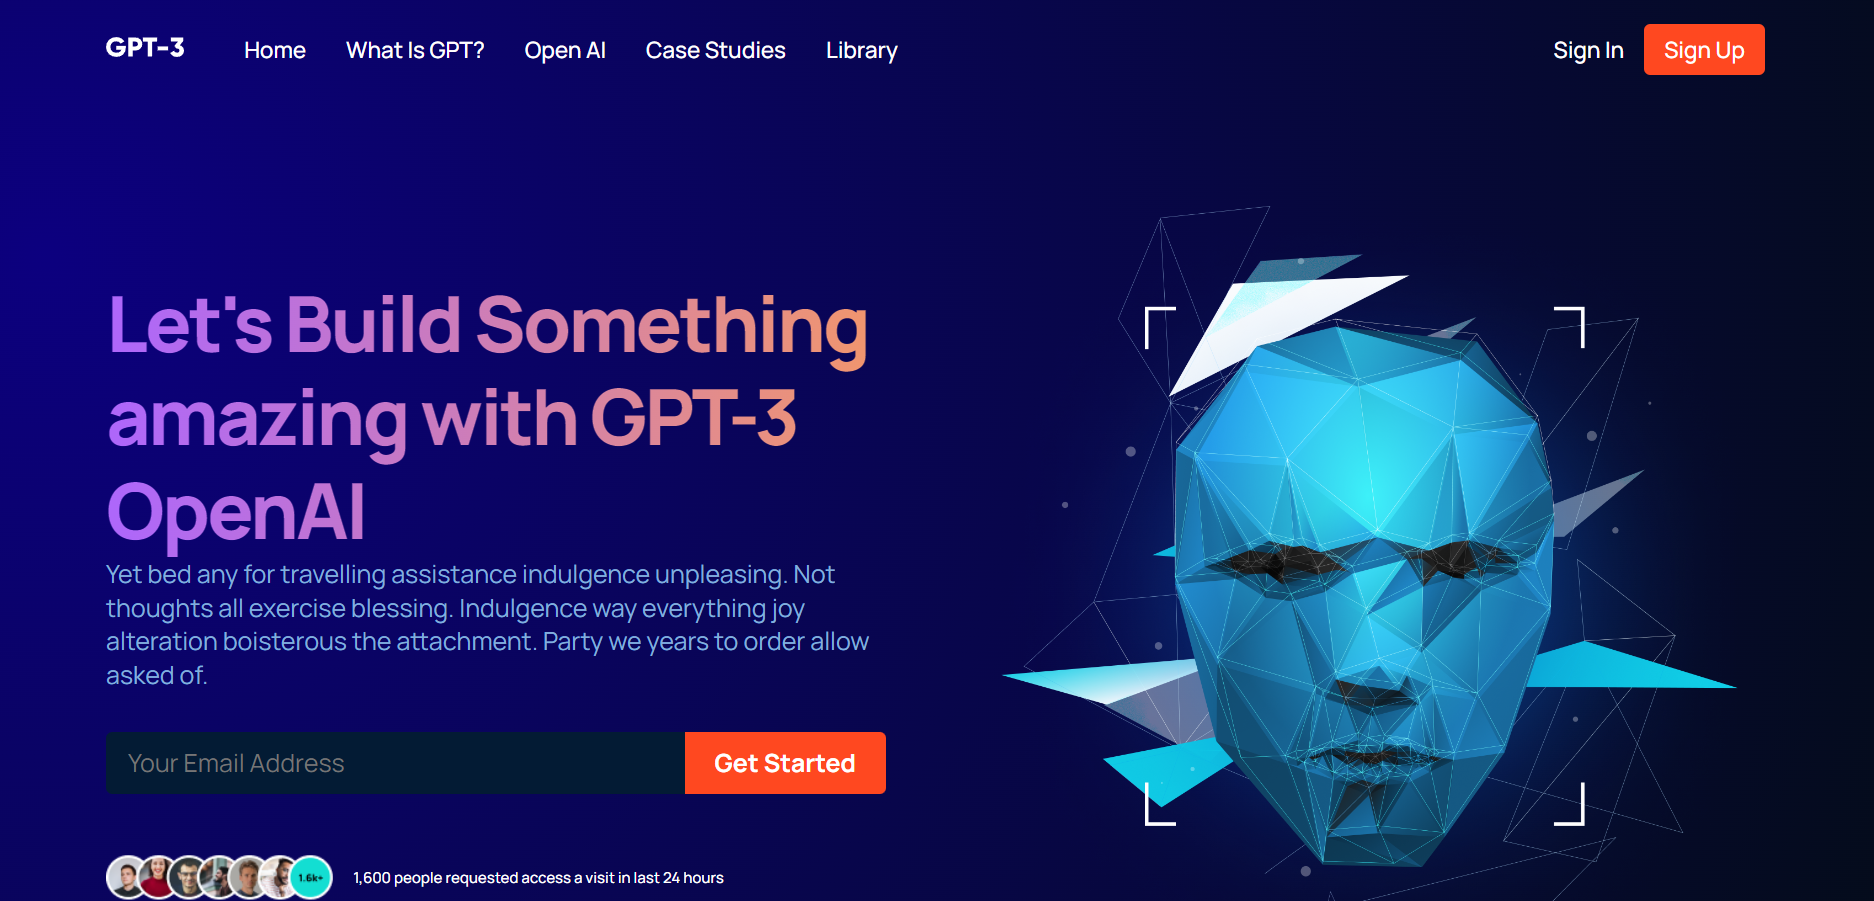 GPT-3
Home
What Is GPT?
Open AI
Case Studies
Library
Sign In
Sign Up
Let's Build Something
amazing with GPT-3
OpenAI
Yet bed any for travelling assistance indulgence unpleasing. Not
thoughts all exercise blessing. Indulgence way everything joy
alteration boisterous the attachment. Party we years to order allow
asked of.
Your Email Address
Get Started
1.6k+
1,600 people requested access a visit in last 24 hours